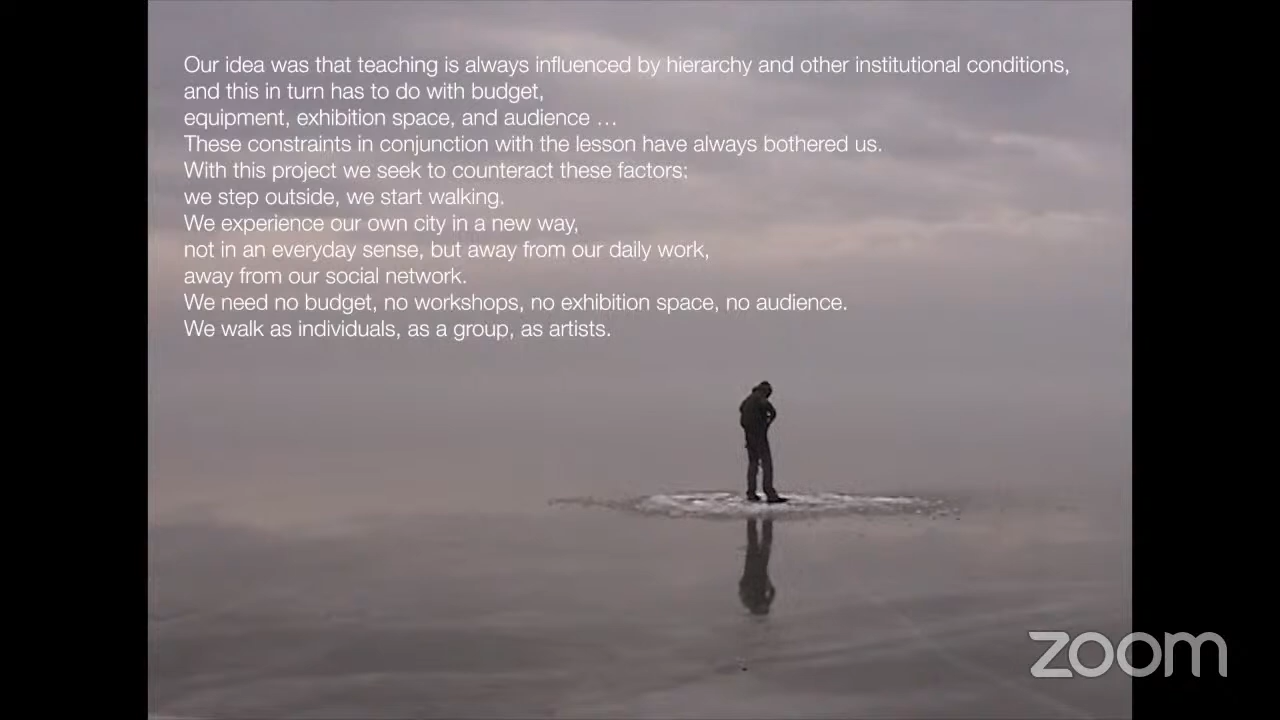 Our idea was that teaching is always influenced by hierarchy and other institutional conditions,
and this in turn has to do with budget,
equipment, exhibition space, and audience …
These constraints in conjunction with the lesson have always bothered us.
With this project we seek to counteract these factors:
we step outside, we start walking.
We experience our own city in a new way,
not in an everyday sense, but away from our daily work,
away from our social network.
We need no budget, no workshops, no exhibition space, no audience.
We walk as individuals, as a group, as artists.
zoom